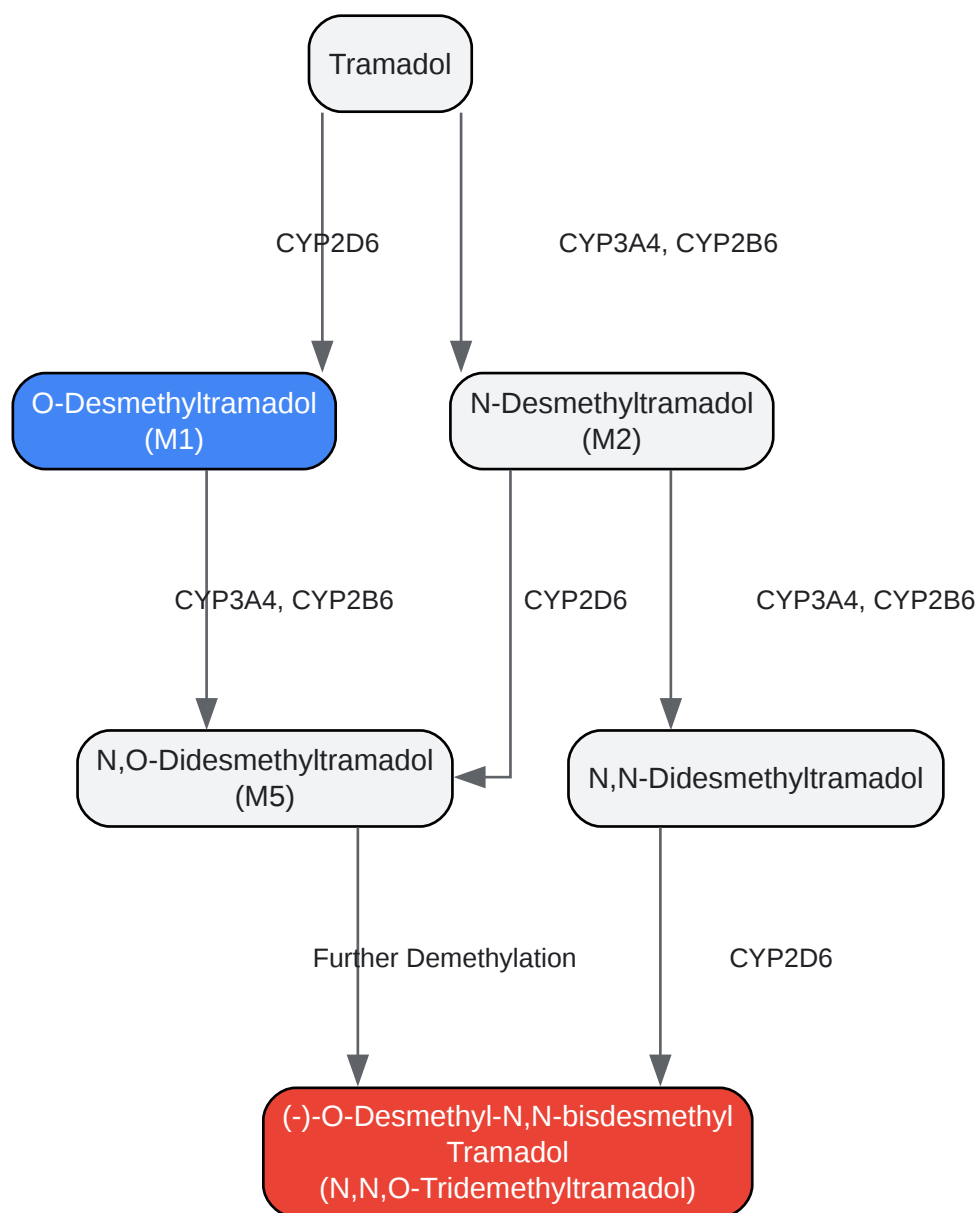 Tramadol
CYP2D6
CYP3A4, CYP2B6
O-Desmethyltramadol
(M1)
N-Desmethyltramadol
(M2)
CYP3A4, CYP2B6
CYP2D6
CYP3A4, CYP2B6
N,O-Didesmethyltramadol
(M5)
N,N-Didesmethyltramadol
Further Demethylation
CYP2D6
(-)-O-Desmethyl-N,N-bisdesmethyl
Tramadol
(N,N,O-Tridemethyltramadol)